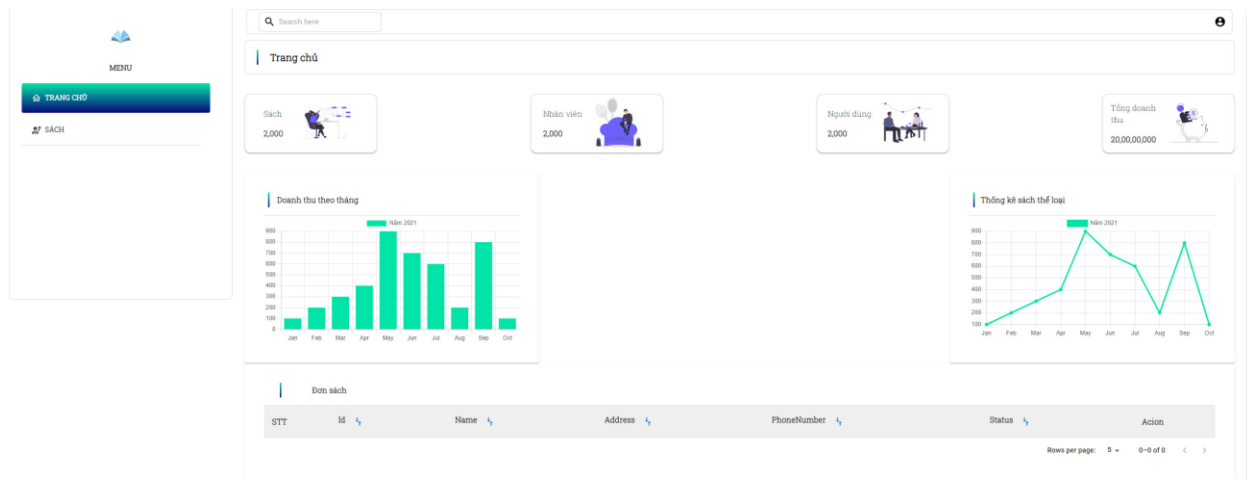 Search here
MENU
TRANG CHỦ
SÁCH
Trang chủ
Sách
2,000
Nhân viên
2,000
Người dùng
2,000
Tổng doanh
thu
20,00,00,000
Doanh thu theo tháng
Năm 2021
900
800
700
600
500
400
300
200
100
0
Jan Feb Mar Apr May Jun Jul Aug Sep Oct
Thống kê sách thể loại
Năm 2021
900
800
700
600
500
400
300
200
100
Jan Feb Mar Apr May Jun Jul Aug Sep Oct
Đơn sách
STT Id Name Address PhoneNumber Status Acion
Rows per page: 5 0-0 of 0